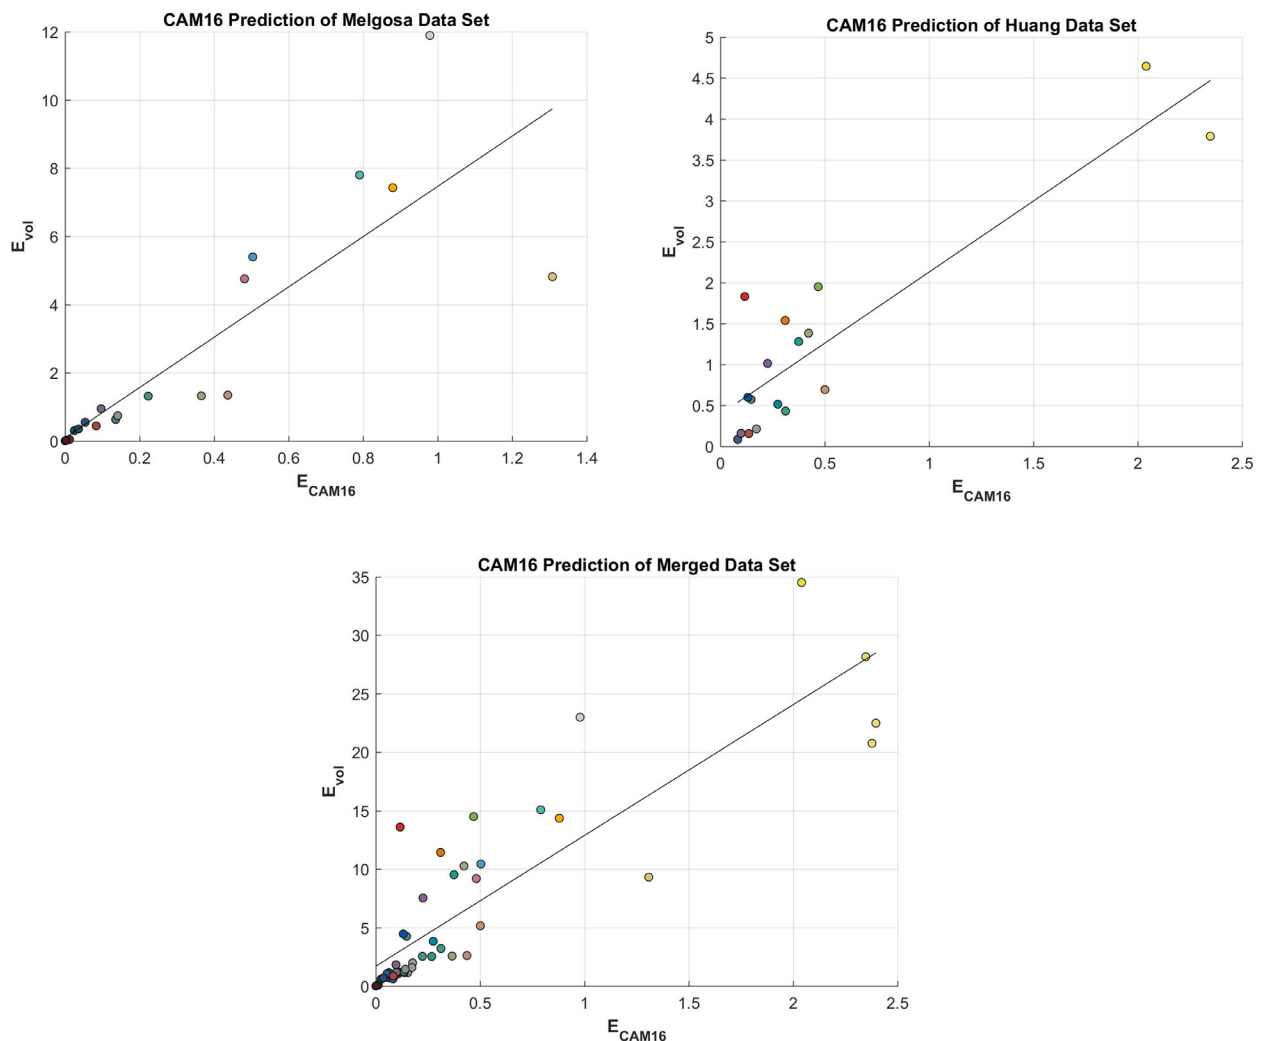 CAM16 Prediction of Melgosa Data Set
12
10
8
6
4
2
0
E_vol
0 0.2 0.4 0.6 0.8 1 1.2 1.4
E_CAM16
CAM16 Prediction of Huang Data Set
5
4.5
4
3.5
3
2.5
2
1.5
1
0.5
0
E_vol
0 0.5 1 1.5 2 2.5
E_CAM16
CAM16 Prediction of Merged Data Set
35
30
25
20
15
10
5
0
E_vol
0 0.5 1 1.5 2 2.5
E_CAM16